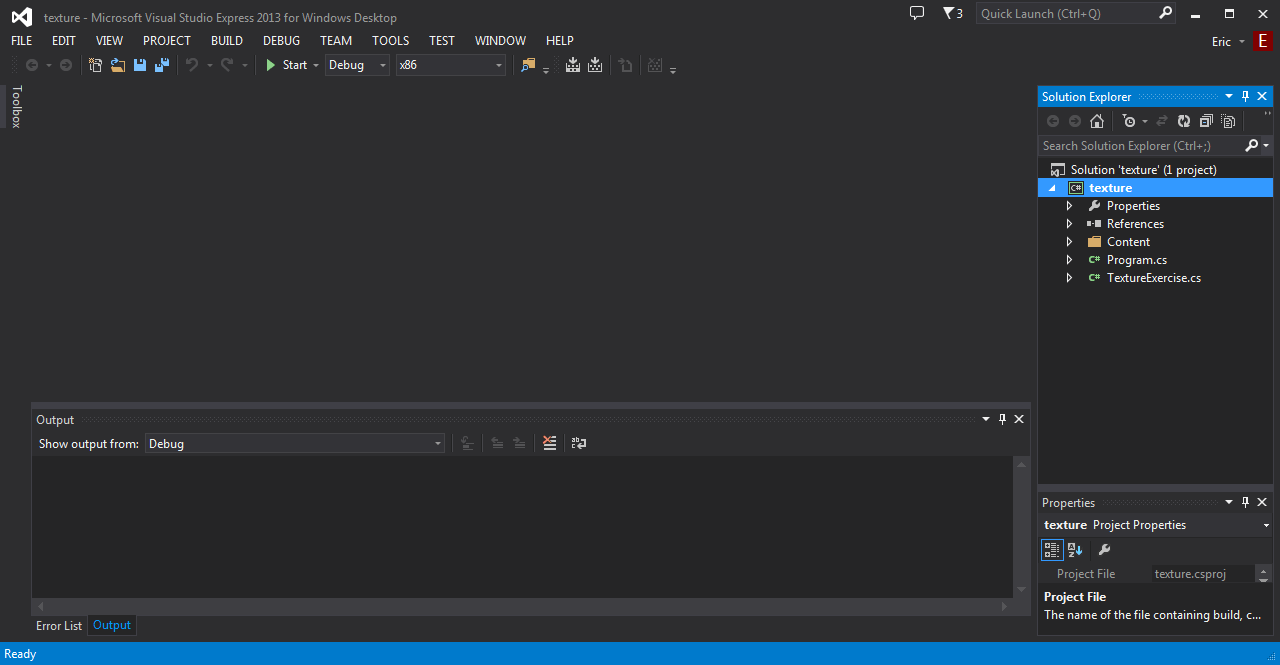 texture - Microsoft Visual Studio Express 2013 for Windows Desktop
3
Quick Launch (Ctrl+Q)
FILE EDIT VIEW PROJECT BUILD DEBUG TEAM TOOLS TEST WINDOW HELP
Eric E
Start Debug x86
Toolbox
Solution Explorer
Search Solution Explorer (Ctrl+;)
Solution 'texture' (1 project)
C# texture
Properties
References
Content
C# Program.cs
C# TextureExercise.cs
Output
Show output from: Debug
Error List Output
Properties
texture Project Properties
Project File texture.csproj
Project File
The name of the file containing build, c...
Ready